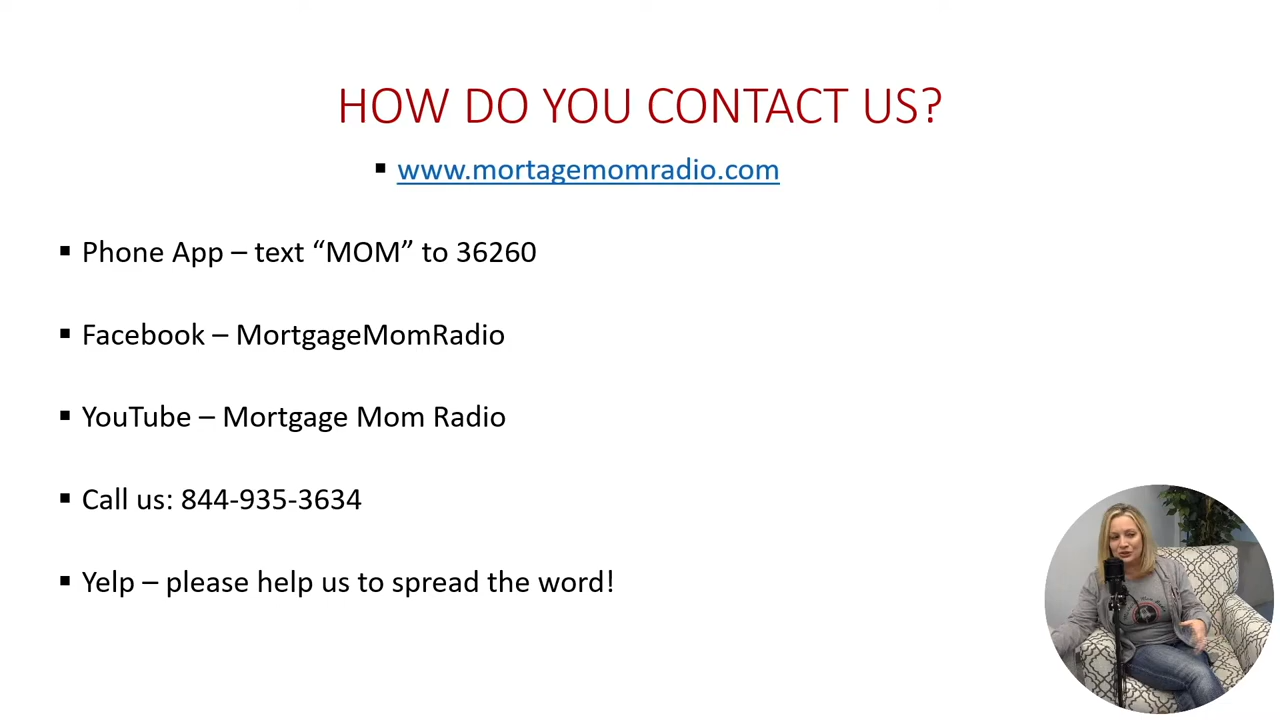 HOW DO YOU CONTACT US?
▪ www.mortagemomradio.com
▪ Phone App – text “MOM” to 36260
▪ Facebook – MortgageMomRadio
▪ YouTube – Mortgage Mom Radio
▪ Call us: 844-935-3634
▪ Yelp – please help us to spread the word!